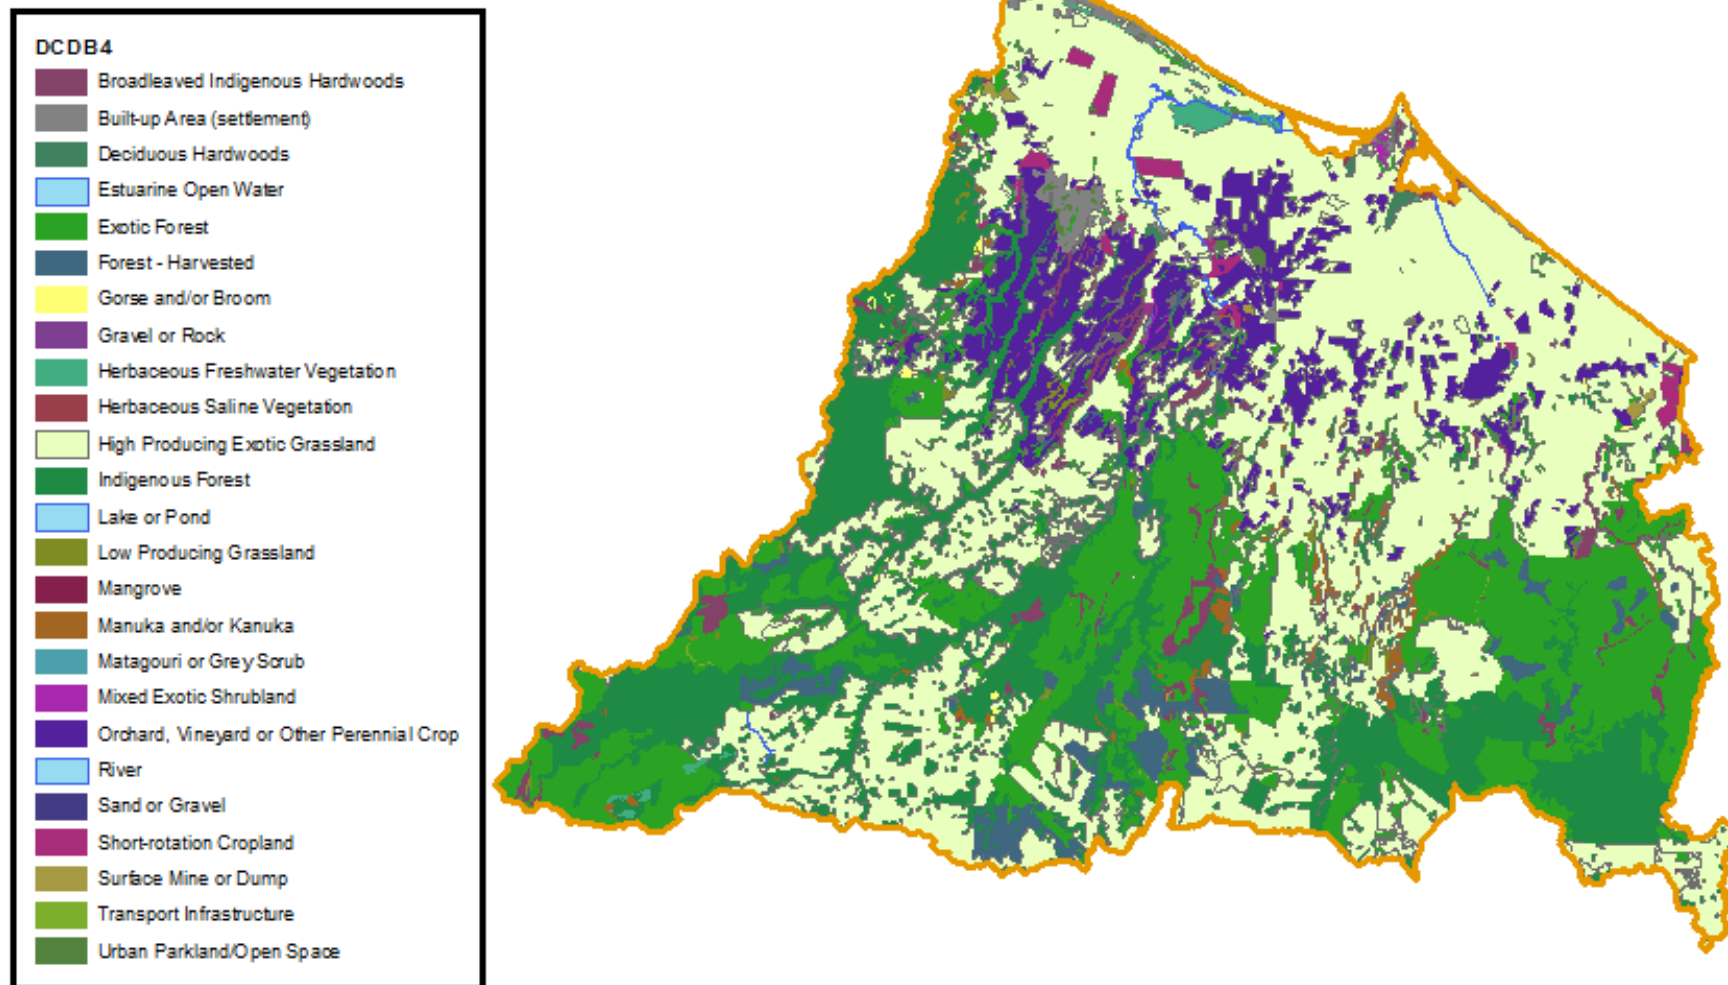 DCDB4
Broadleaved Indigenous Hardwoods
Built-up Area (settlement)
Deciduous Hardwoods
Estuarine Open Water
Exotic Forest
Forest - Harvested
Gorse and/or Broom
Gravel or Rock
Herbaceous Freshwater Vegetation
Herbaceous Saline Vegetation
High Producing Exotic Grassland
Indigenous Forest
Lake or Pond
Low Producing Grassland
Mangrove
Manuka and/or Kanuka
Matagouri or Grey Scrub
Mixed Exotic Shrubland
Orchard, Vineyard or Other Perennial Crop
River
Sand or Gravel
Short-rotation Cropland
Surface Mine or Dump
Transport Infrastructure
Urban Parkland/Open Space